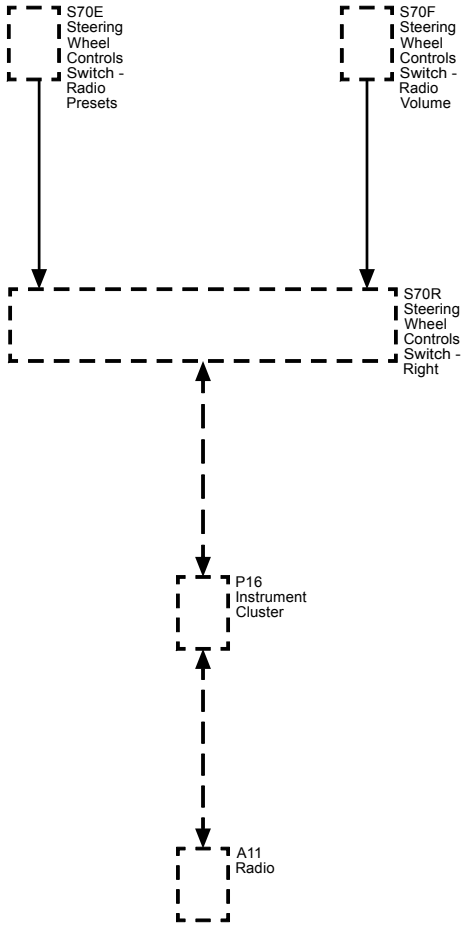 S70E
Steering
Wheel
Controls
Switch -
Radio
Presets
S70F
Steering
Wheel
Controls
Switch -
Radio
Volume
S70R
Steering
Wheel
Controls
Switch -
Right
P16
Instrument
Cluster
A11
Radio